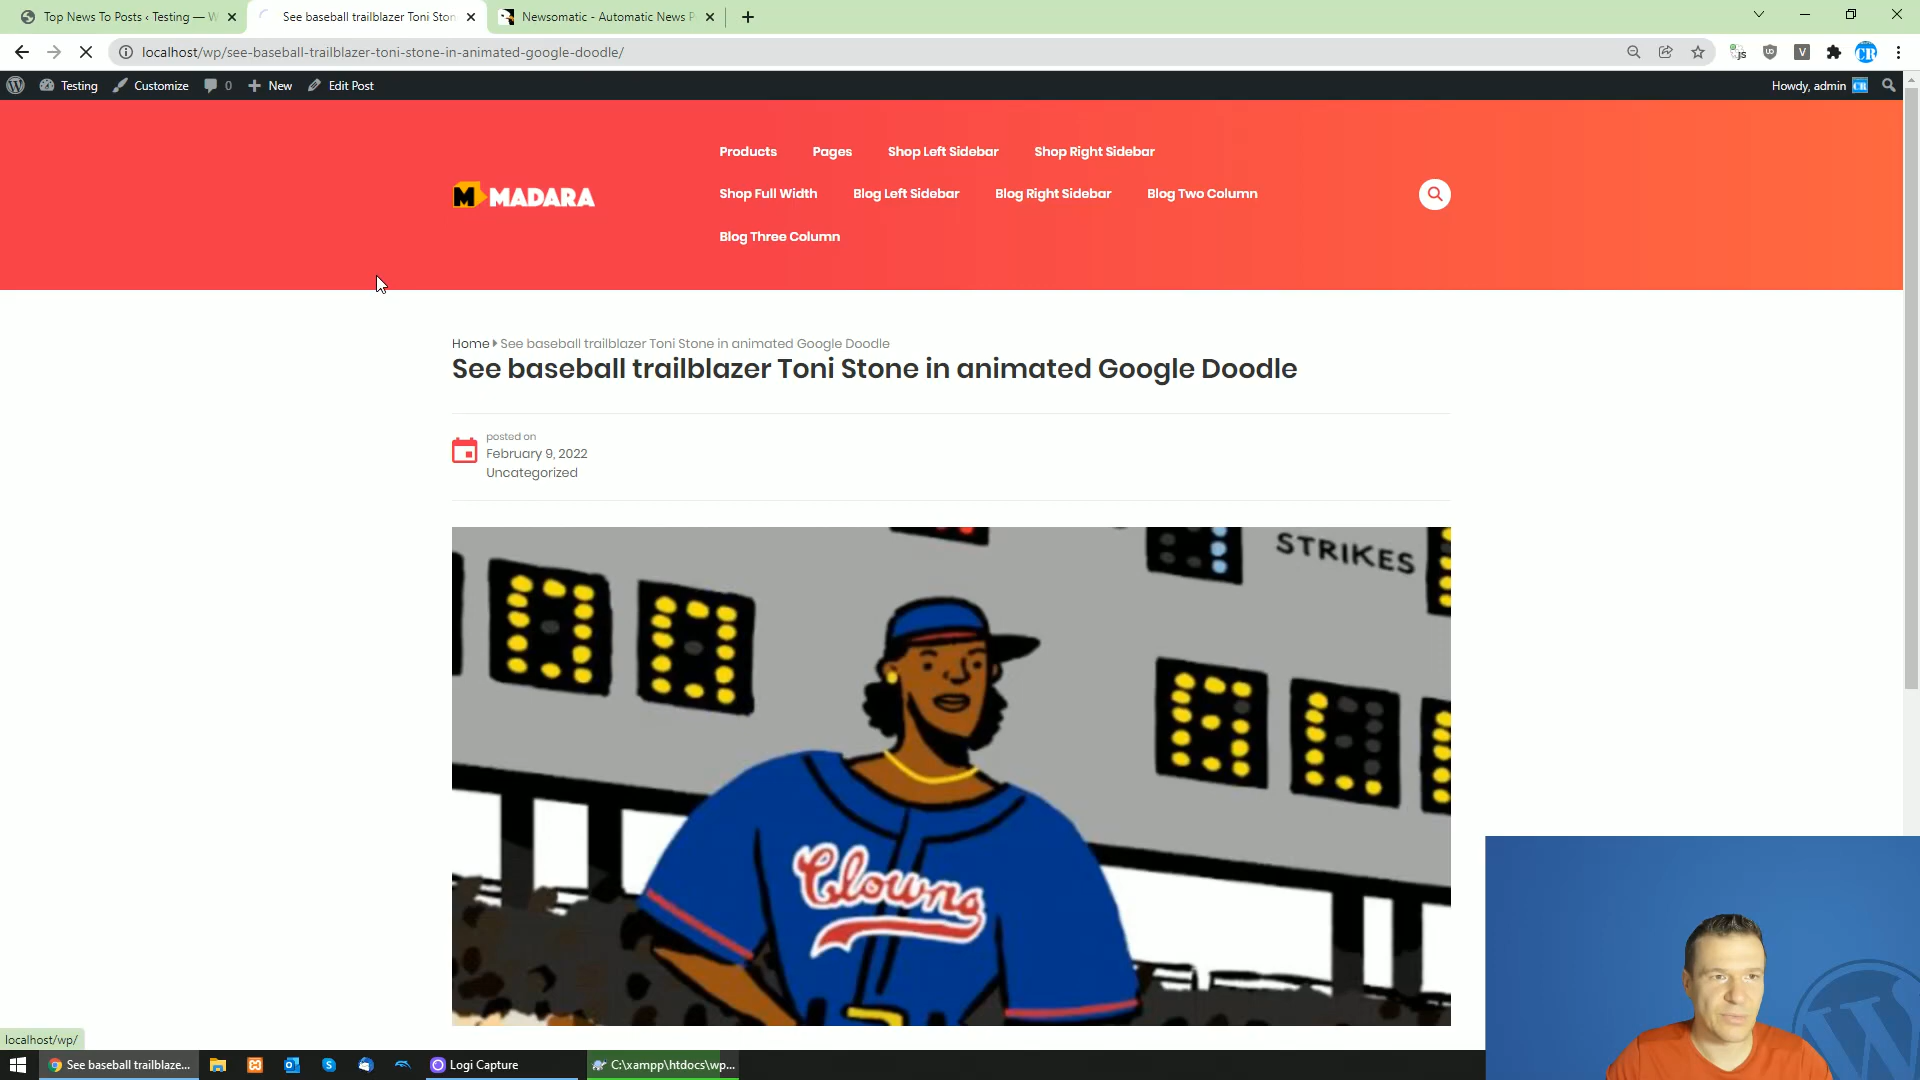 Top News To Posts ‹ Testing — W
See baseball trailblazer Toni Ston
Newsomatic - Automatic News P
localhost/wp/see-baseball-trailblazer-toni-stone-in-animated-google-doodle/
JS
V
CR
Testing
Customize
0
New
Edit Post
Howdy, admin
CR
Products
Pages
Shop Left Sidebar
Shop Right Sidebar
M MADARA
Shop Full Width
Blog Left Sidebar
Blog Right Sidebar
Blog Two Column
Blog Three Column
Home
See baseball trailblazer Toni Stone in animated Google Doodle
See baseball trailblazer Toni Stone in animated Google Doodle
posted on
February 9, 2022
Uncategorized
STRIKES
Clowns
localhost/wp/
See baseball trailblaze...
Logi Capture
C:\xampp\htdocs\wp...